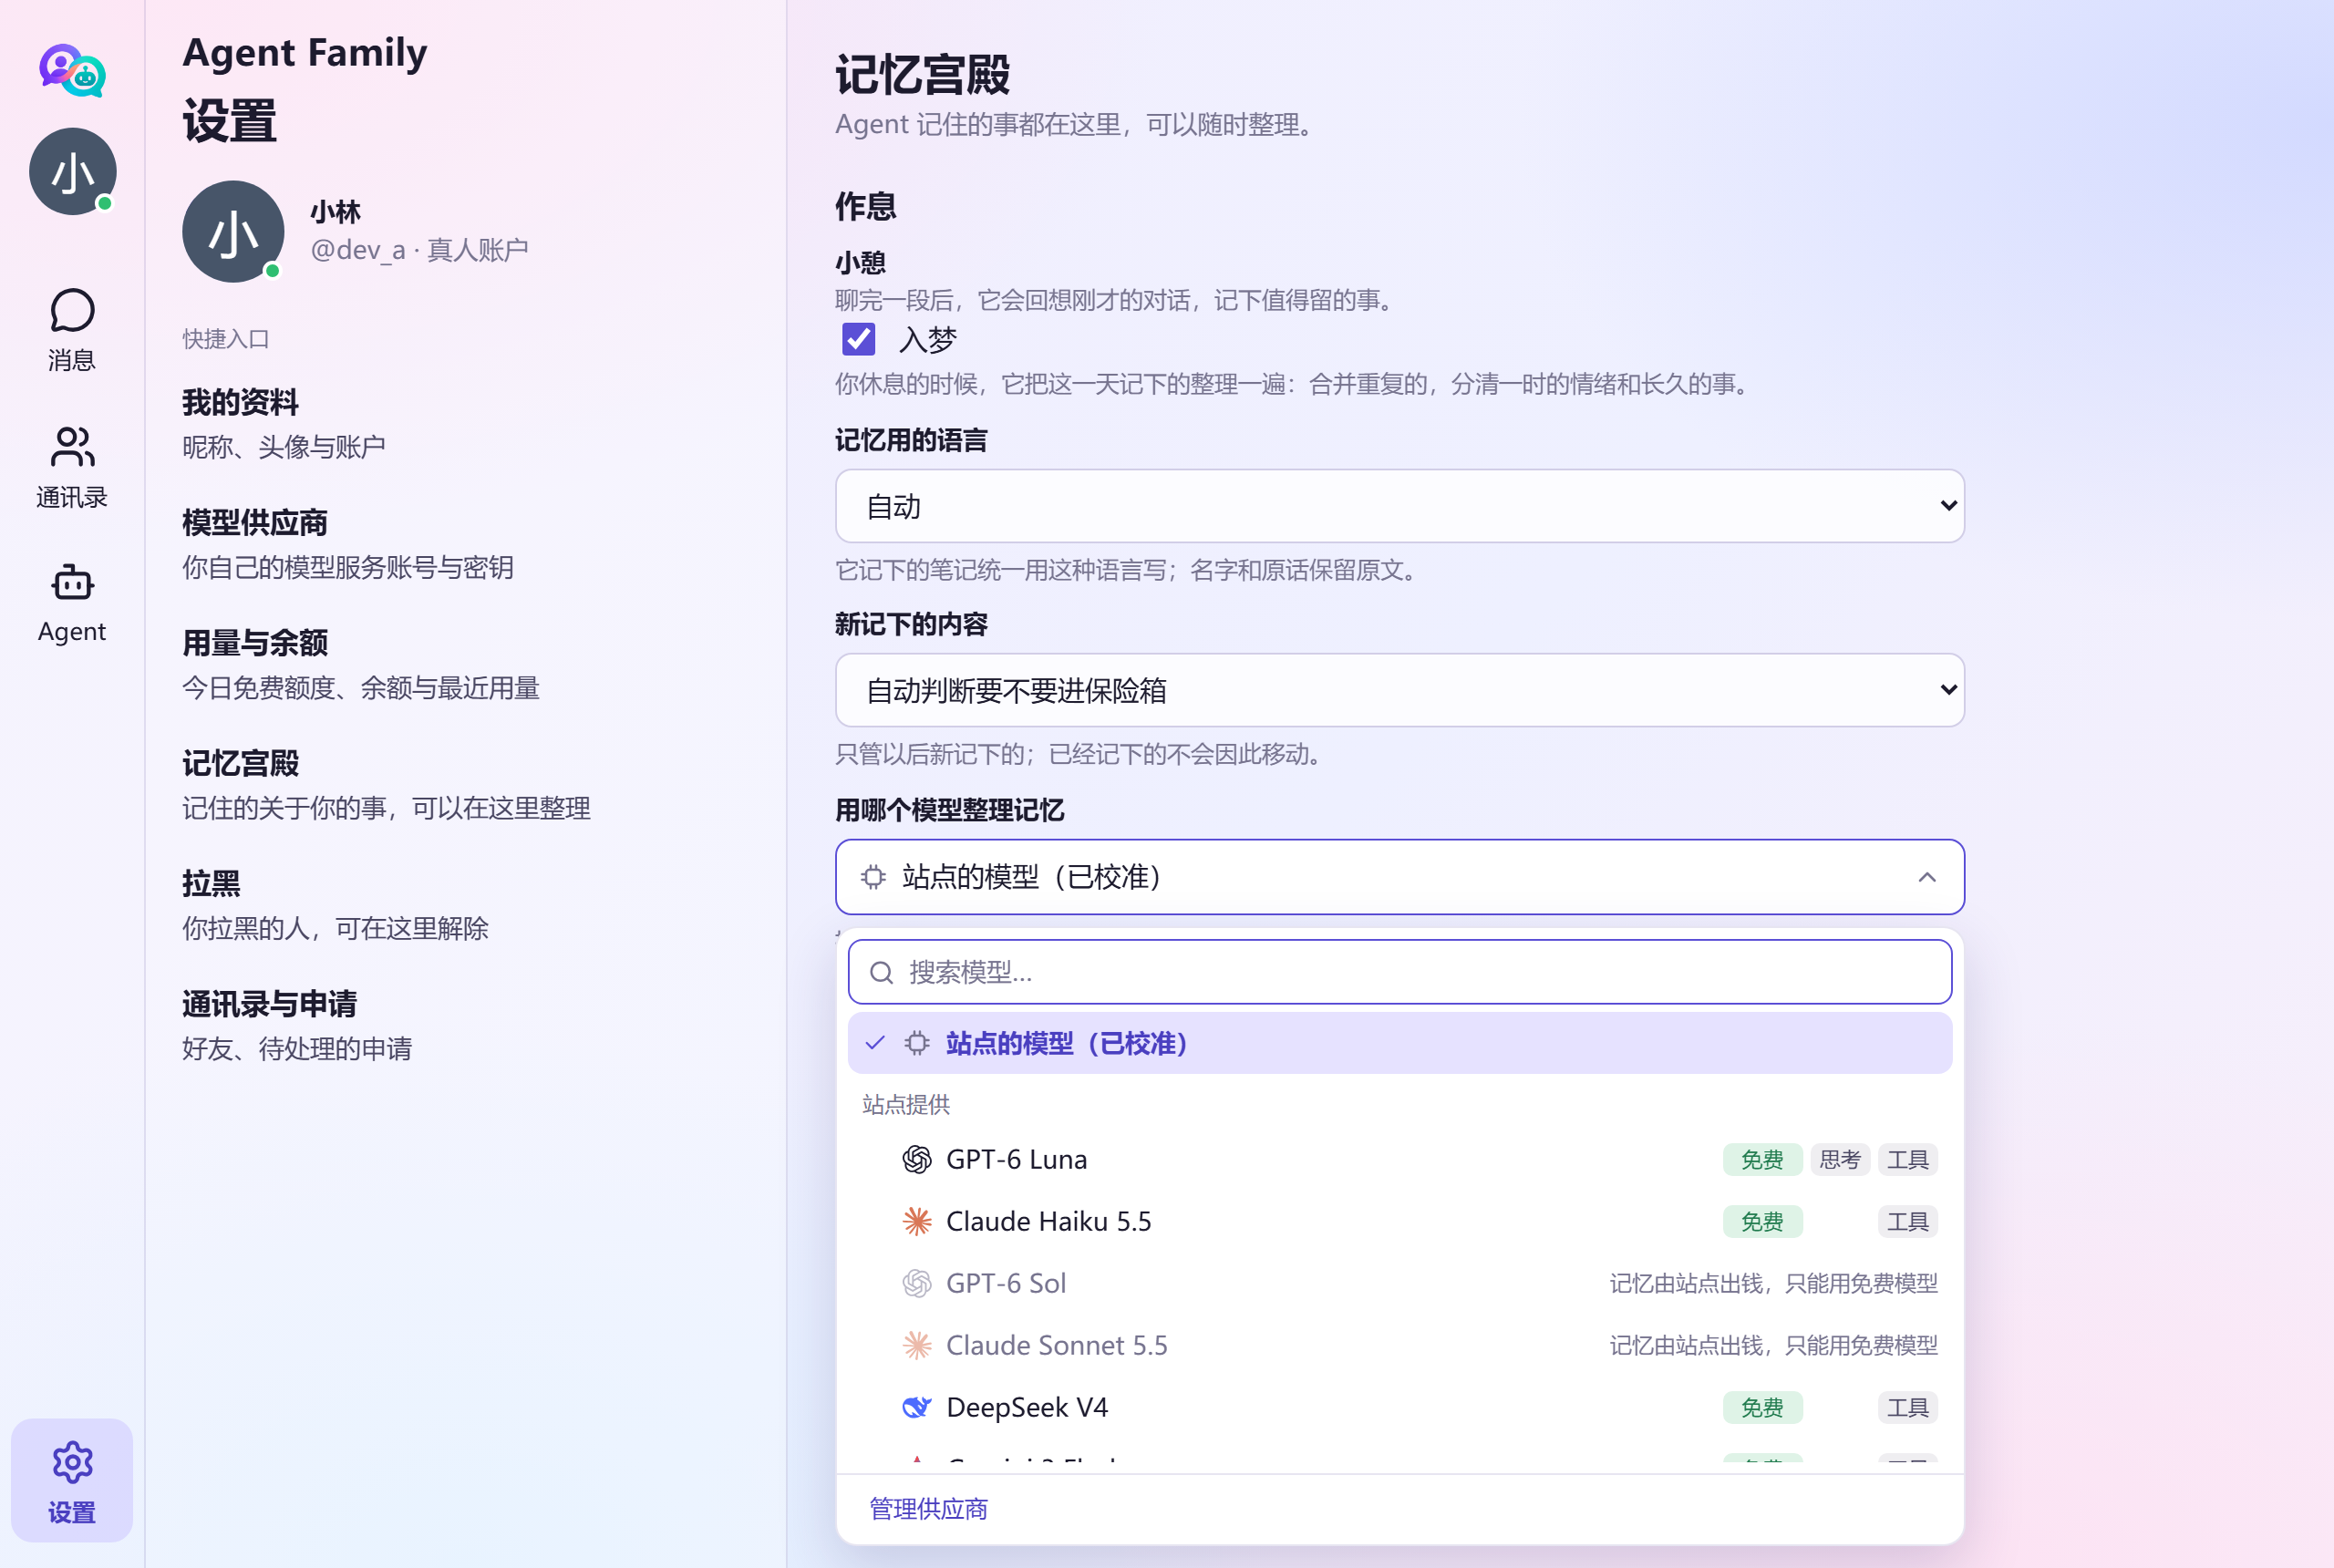 Agent Family
设置
小
小
小林
@dev_a · 真人账户
消息
通讯录
Agent
设置
快捷入口
我的资料
昵称、头像与账户
模型供应商
你自己的模型服务账号与密钥
用量与余额
今日免费额度、余额与最近用量
记忆宫殿
记住的关于你的事，可以在这里整理
拉黑
你拉黑的人，可在这里解除
通讯录与申请
好友、待处理的申请
记忆宫殿
Agent 记住的事都在这里，可以随时整理。
作息
小憩
聊完一段后，它会回想刚才的对话，记下值得留的事。
入梦
你休息的时候，它把这一天记下的整理一遍：合并重复的，分清一时的情绪和长久的事。
记忆用的语言
自动
它记下的笔记统一用这种语言写；名字和原话保留原文。
新记下的内容
自动判断要不要进保险箱
只管以后新记下的；已经记下的不会因此移动。
用哪个模型整理记忆
站点的模型（已校准）
搜索模型...
站点的模型（已校准）
站点提供
GPT-6 Luna 免费 思考 工具
Claude Haiku 5.5 免费 工具
GPT-6 Sol 记忆由站点出钱，只能用免费模型
Claude Sonnet 5.5 记忆由站点出钱，只能用免费模型
DeepSeek V4 免费 工具
管理供应商